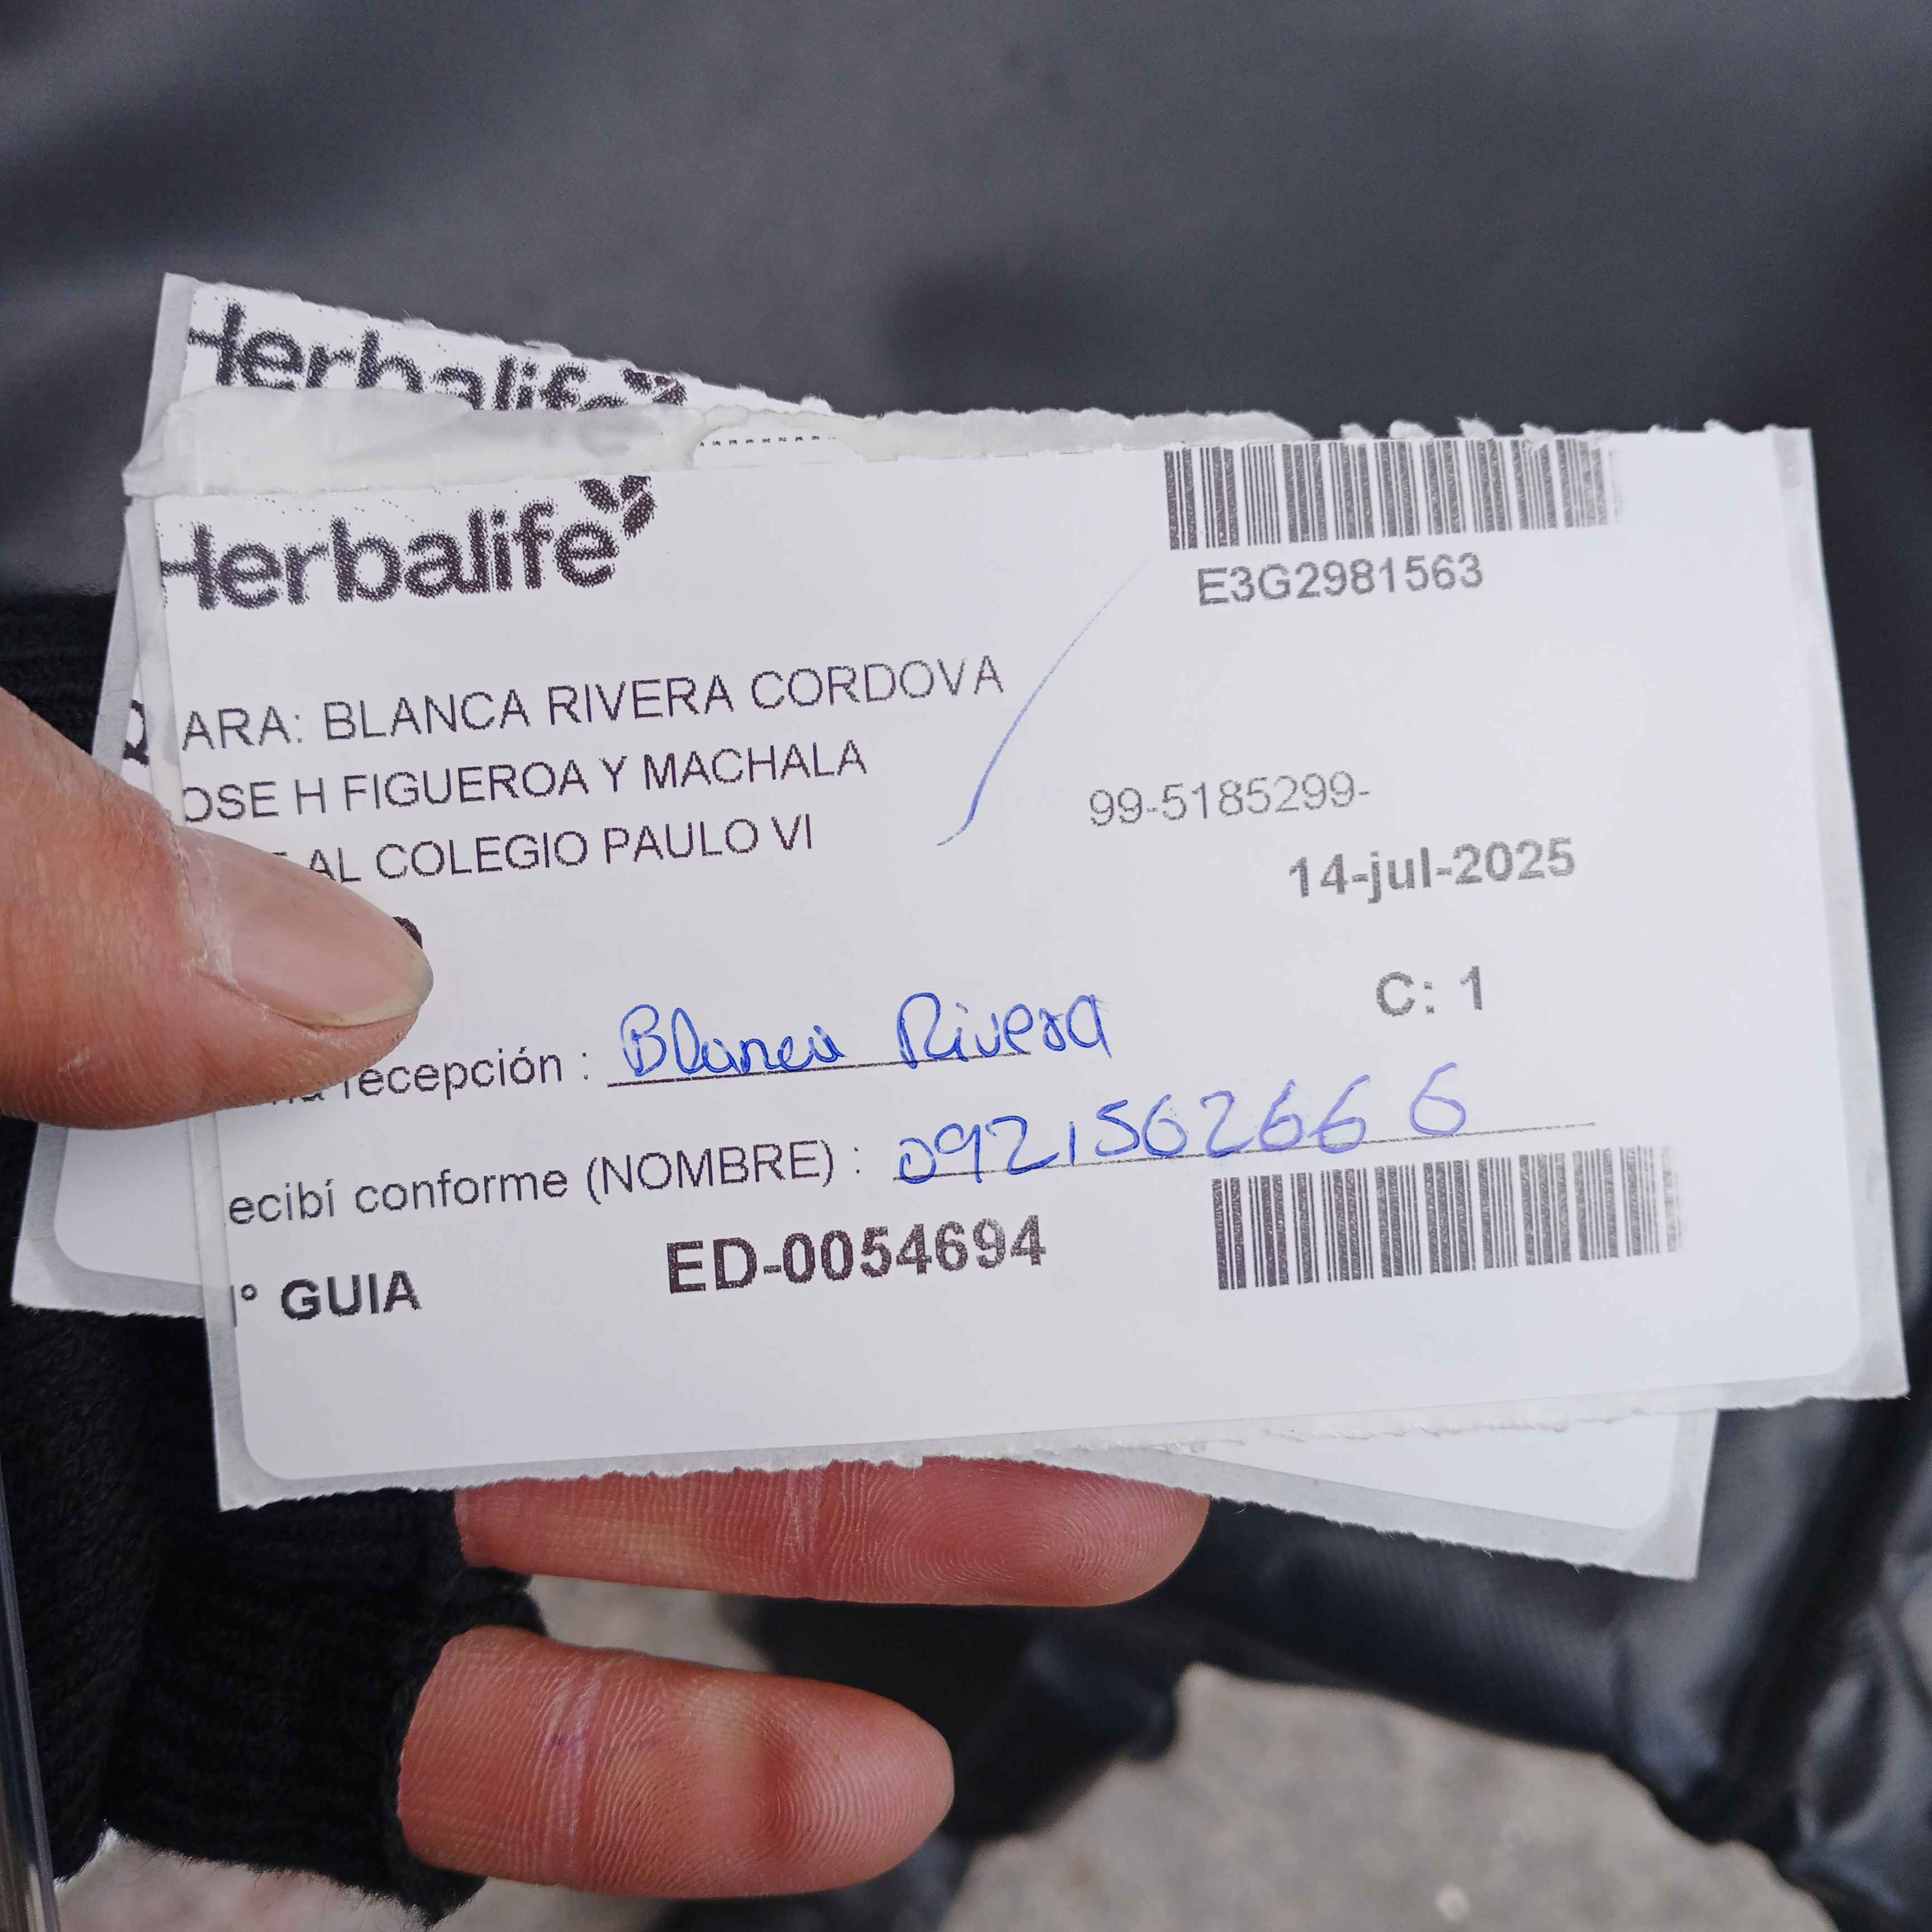 Herbalife
Herbalife
E3G2981563
ARA: BLANCA RIVERA CORDOVA
OSE H FIGUEROA Y MACHALA
AL COLEGIO PAULO VI
99-5185299-
14-jul-2025
C: 1
recepción : Blanca Rivera
ecibí conforme (NOMBRE) : 0921562666
° GUIA ED-0054694